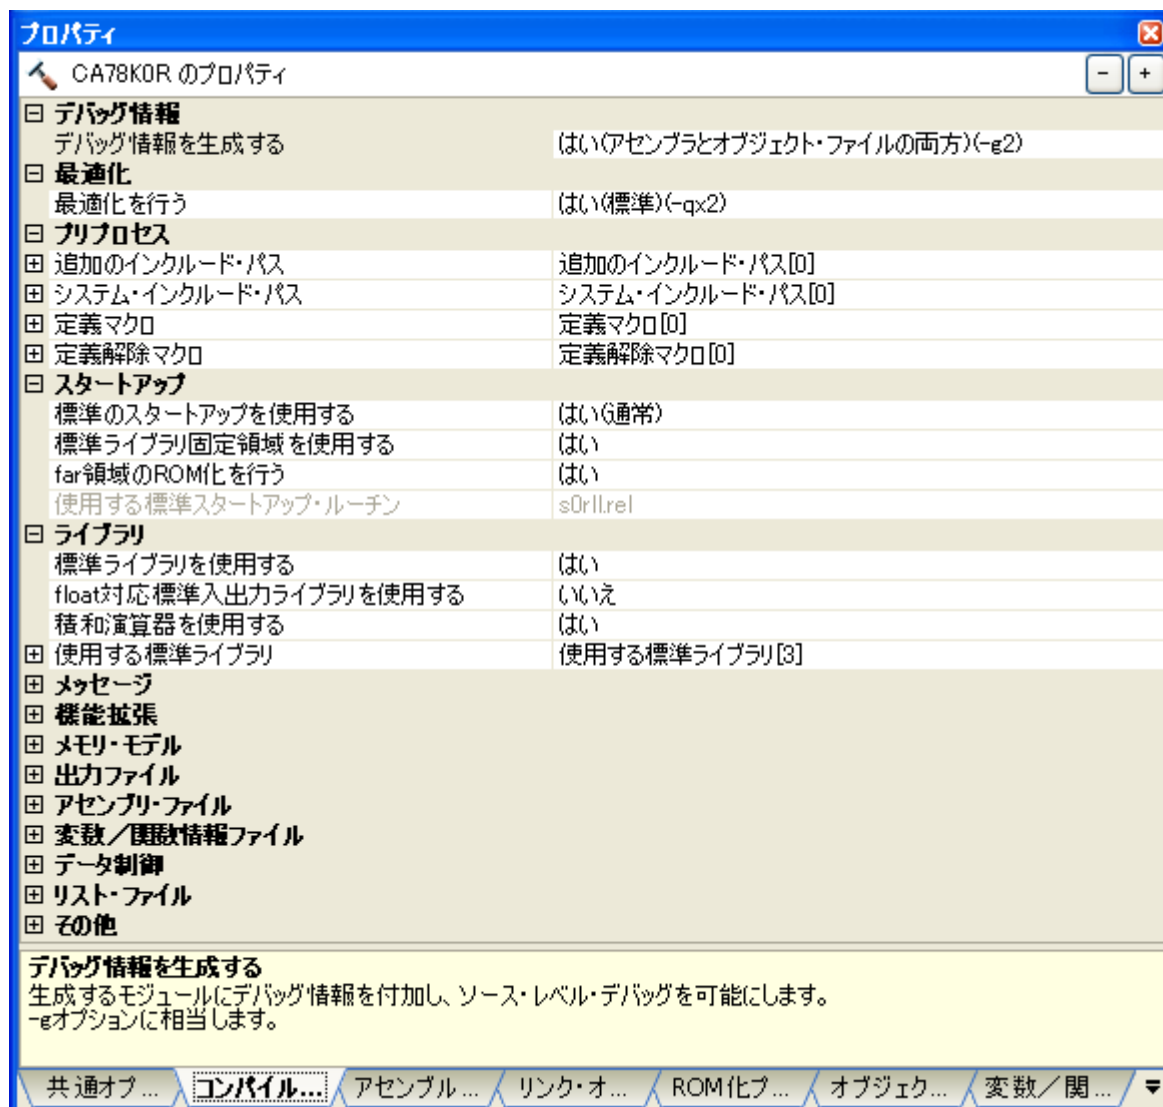 プロパティ
CA78K0R のプロパティ
デバッグ情報
デバッグ情報を生成する はい(アセンブラとオブジェクト・ファイルの両方)(-g2)
最適化
最適化を行う はい(標準)(-qx2)
プリプロセス
追加のインクルード・パス 追加のインクルード・パス[0]
システム・インクルード・パス システム・インクルード・パス[0]
定義マクロ 定義マクロ[0]
定義解除マクロ 定義解除マクロ[0]
スタートアップ
標準のスタートアップを使用する はい(通常)
標準ライブラリ固定領域を使用する はい
far領域のROM化を行う はい
使用する標準スタートアップ・ルーチン s0rll.rel
ライブラリ
標準ライブラリを使用する はい
float対応標準入出力ライブラリを使用する いいえ
積和演算器を使用する はい
使用する標準ライブラリ 使用する標準ライブラリ[3]
メッセージ
機能拡張
メモリ・モデル
出力ファイル
アセンブリ・ファイル
変数/関数情報ファイル
データ制御
リスト・ファイル
その他
デバッグ情報を生成する
生成するモジュールにデバッグ情報を付加し、ソース・レベル・デバッグを可能にします。
-gオプションに相当します。
共通オプ... コンパイル... アセンブル... リンク・オ... ROM化プ... オブジェク... 変数/関...